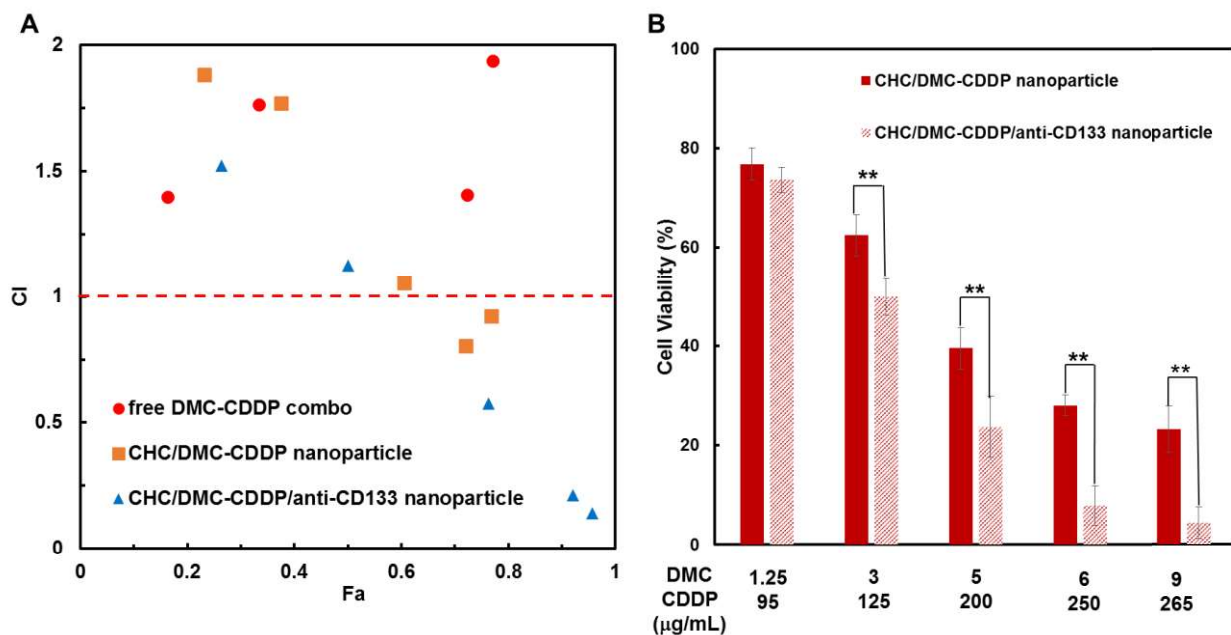 A
2
1.5
1
0.5
0
CI
0
0.2
0.4
0.6
0.8
1
Fa
free DMC-CDDP combo
CHC/DMC-CDDP nanoparticle
CHC/DMC-CDDP/anti-CD133 nanoparticle
B
100
80
60
40
20
0
Cell Viability (%)
CHC/DMC-CDDP nanoparticle
CHC/DMC-CDDP/anti-CD133 nanoparticle
**
**
**
**
DMC 1.25 3 5 6 9
CDDP 95 125 200 250 265
(μg/mL)